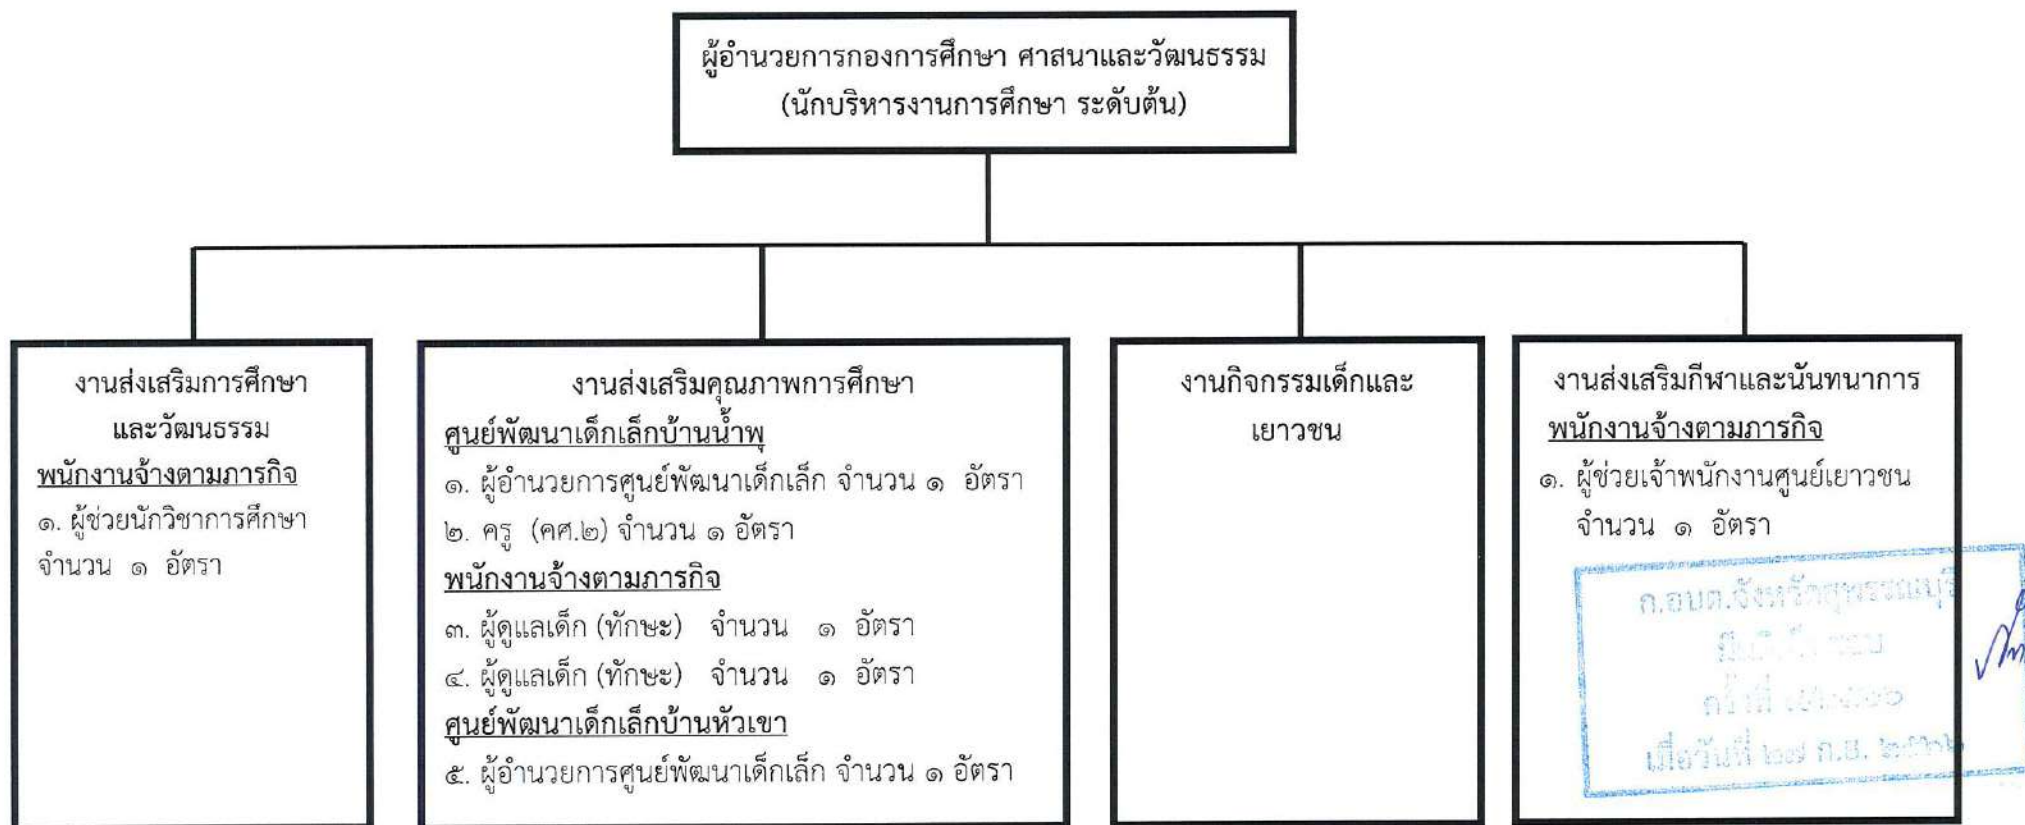 ผู้อำนวยการกองการศึกษา ศาสนาและวัฒนธรรม
(นักบริหารงานการศึกษา ระดับต้น)
งานส่งเสริมการศึกษา
และวัฒนธรรม
พนักงานจ้างตามภารกิจ
๑. ผู้ช่วยนักวิชาการศึกษา
จำนวน ๑ อัตรา
งานส่งเสริมคุณภาพการศึกษา
ศูนย์พัฒนาเด็กเล็กบ้านน้ำพุ
๑. ผู้อำนวยการศูนย์พัฒนาเด็กเล็ก จำนวน ๑ อัตรา
๒. ครู (คศ.๒) จำนวน ๑ อัตรา
พนักงานจ้างตามภารกิจ
๓. ผู้ดูแลเด็ก (ทักษะ) จำนวน ๑ อัตรา
๔. ผู้ดูแลเด็ก (ทักษะ) จำนวน ๑ อัตรา
ศูนย์พัฒนาเด็กเล็กบ้านหัวเขา
๕. ผู้อำนวยการศูนย์พัฒนาเด็กเล็ก จำนวน ๑ อัตรา
งานกิจกรรมเด็กและ
เยาวชน
งานส่งเสริมกีฬาและนันทนาการ
พนักงานจ้างตามภารกิจ
๑. ผู้ช่วยเจ้าพนักงานศูนย์เยาวชน
จำนวน ๑ อัตรา
ก.อบต.จังหวัดสุพรรณบุรี
ครั้งที่
เมื่อวันที่ ๒๗ ก.ย.